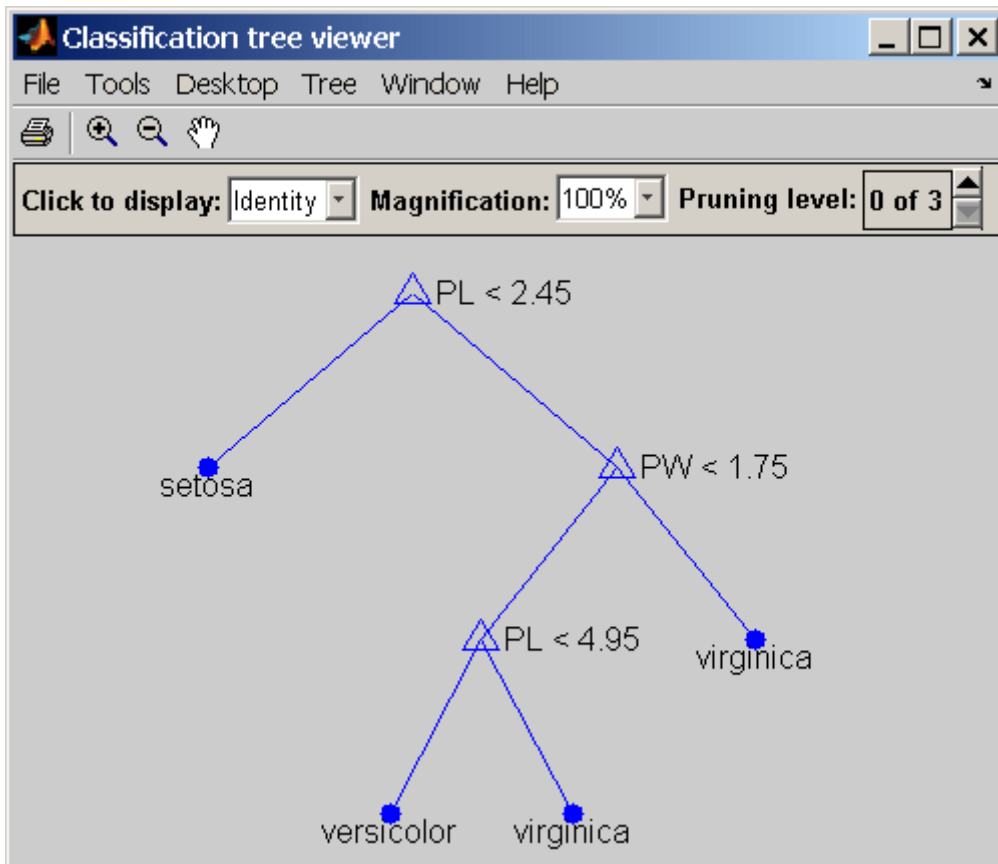 Classification tree viewer
File Tools Desktop Tree Window Help
Click to display: Identity Magnification: 100% Pruning level: 0 of 3
PL < 2.45
setosa
PW < 1.75
PL < 4.95
virginica
versicolor
virginica